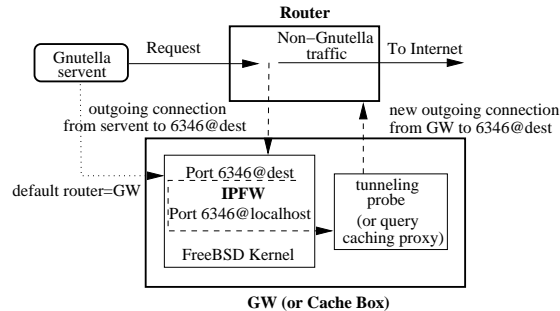 Router
Gnutella
servent
Request
Non−Gnutella
traffic
To Internet
outgoing connection
from servent to 6346@dest
new outgoing connection
from GW to 6346@dest
default router=GW
Port 6346@dest
IPFW
Port 6346@localhost
FreeBSD Kernel
tunneling
probe
(or query
caching proxy)
GW (or Cache Box)